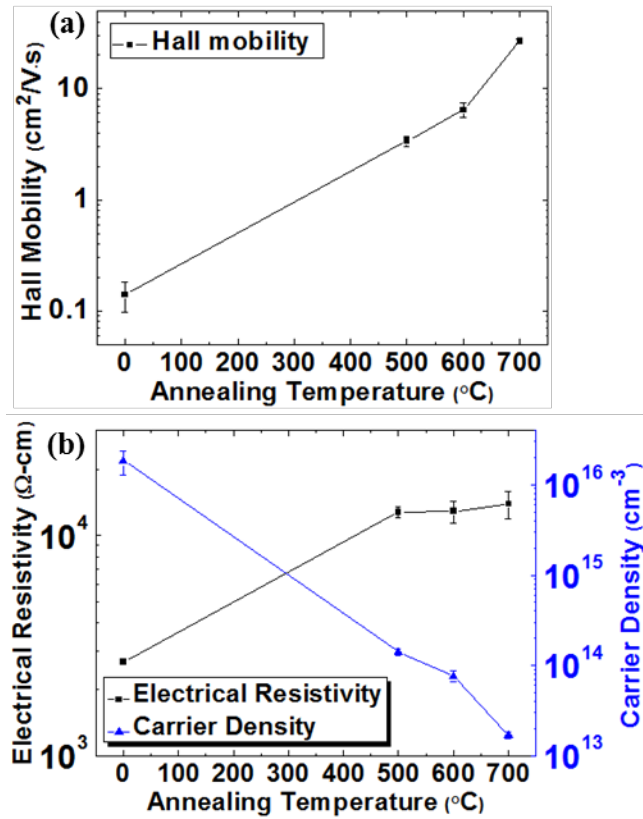 (a)
Hall mobility
Hall Mobility (cm²/V·s)
10
1
0.1
0 100 200 300 400 500 600 700
Annealing Temperature (°C)
(b)
Electrical Resistivity (Ω-cm)
10⁴
10³
Electrical Resistivity
Carrier Density
10¹⁶
10¹⁵
10¹⁴
10¹³
Carrier Density (cm⁻³)
0 100 200 300 400 500 600 700
Annealing Temperature (°C)